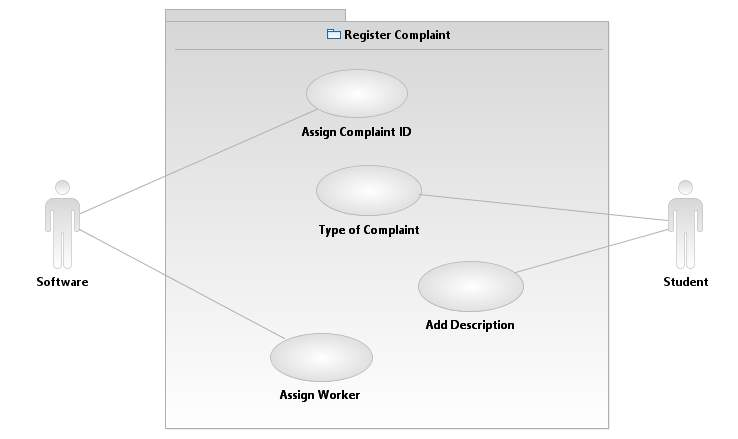 Register Complaint
Assign Complaint ID
Type of Complaint
Software
Student
Add Description
Assign Worker